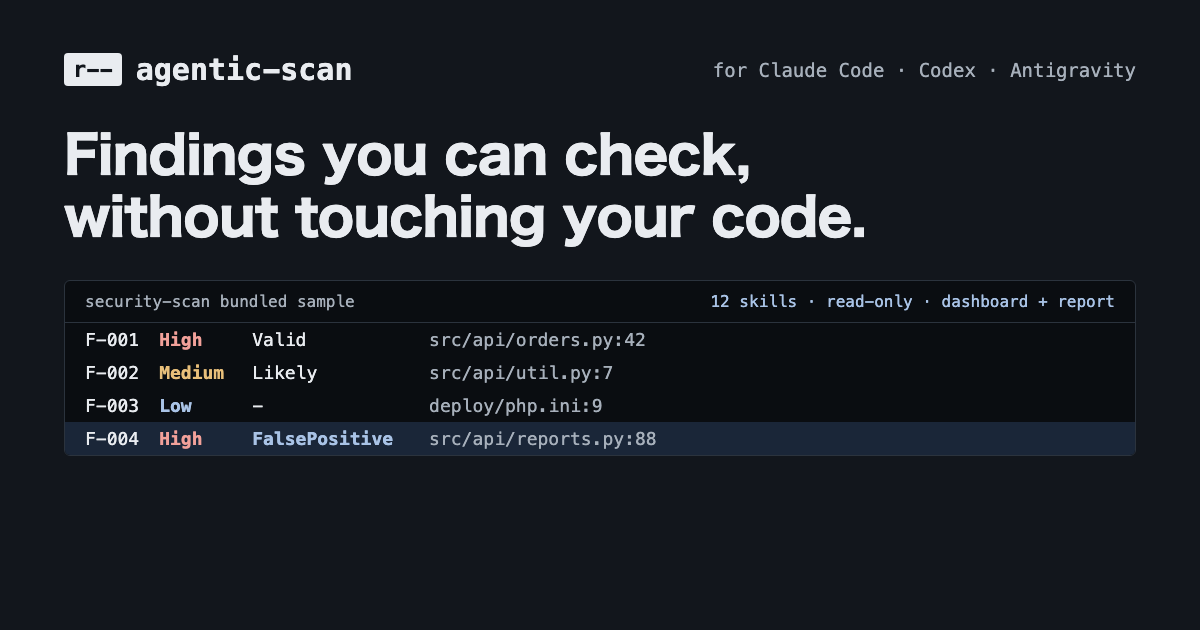 r-- agentic-scan
for Claude Code · Codex · Antigravity
Findings you can check,
without touching your code.
security-scan bundled sample
12 skills · read-only · dashboard + report
F-001 High Valid src/api/orders.py:42
F-002 Medium Likely src/api/util.py:7
F-003 Low – deploy/php.ini:9
F-004 High FalsePositive src/api/reports.py:88